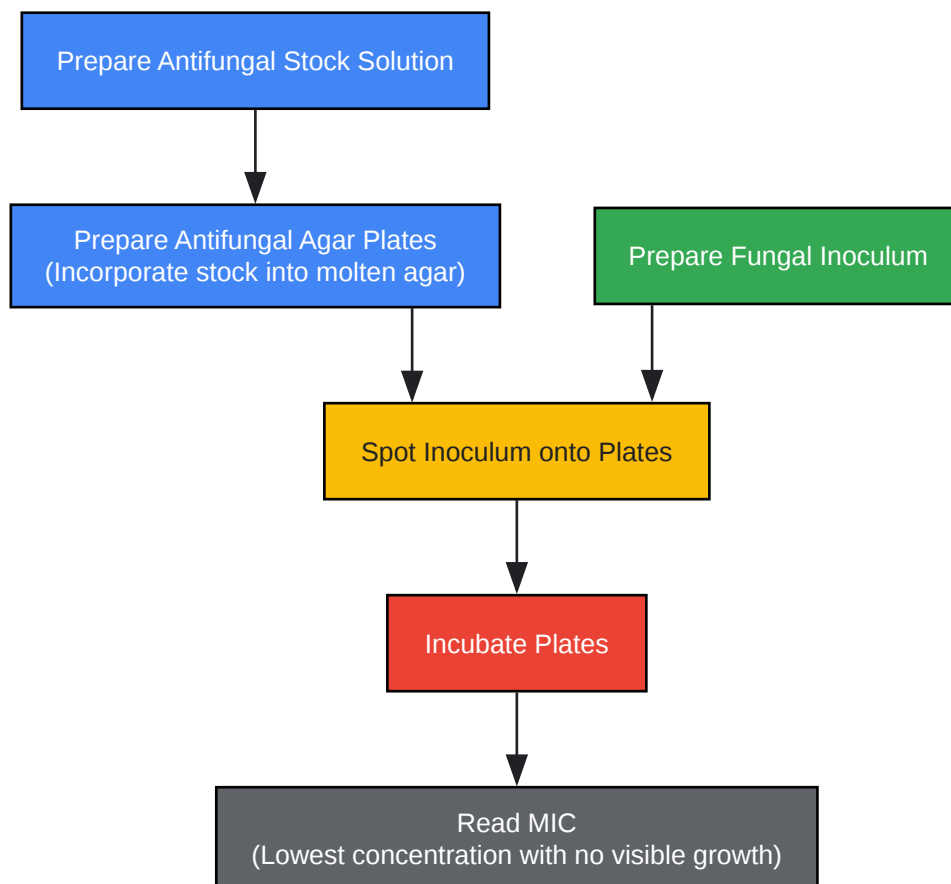 Prepare Antifungal Stock Solution
Prepare Antifungal Agar Plates
(Incorporate stock into molten agar)
Prepare Fungal Inoculum
Spot Inoculum onto Plates
Incubate Plates
Read MIC
(Lowest concentration with no visible growth)